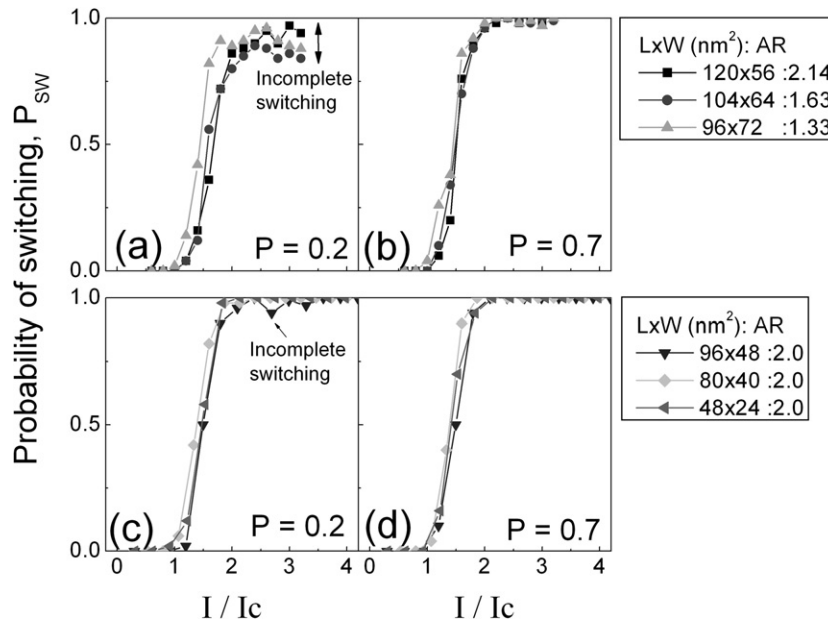 Probability of switching, P_SW
1.0
0.5
0.0
Incomplete
switching
(a)
P = 0.2
(b)
P = 0.7
LxW (nm²): AR
120x56 :2.14
104x64 :1.63
96x72 :1.33
1.0
0.5
0.0
Incomplete
switching
(c)
P = 0.2
(d)
P = 0.7
LxW (nm²): AR
96x48 :2.0
80x40 :2.0
48x24 :2.0
0 1 2 3 4
0 1 2 3 4
I / Ic
I / Ic